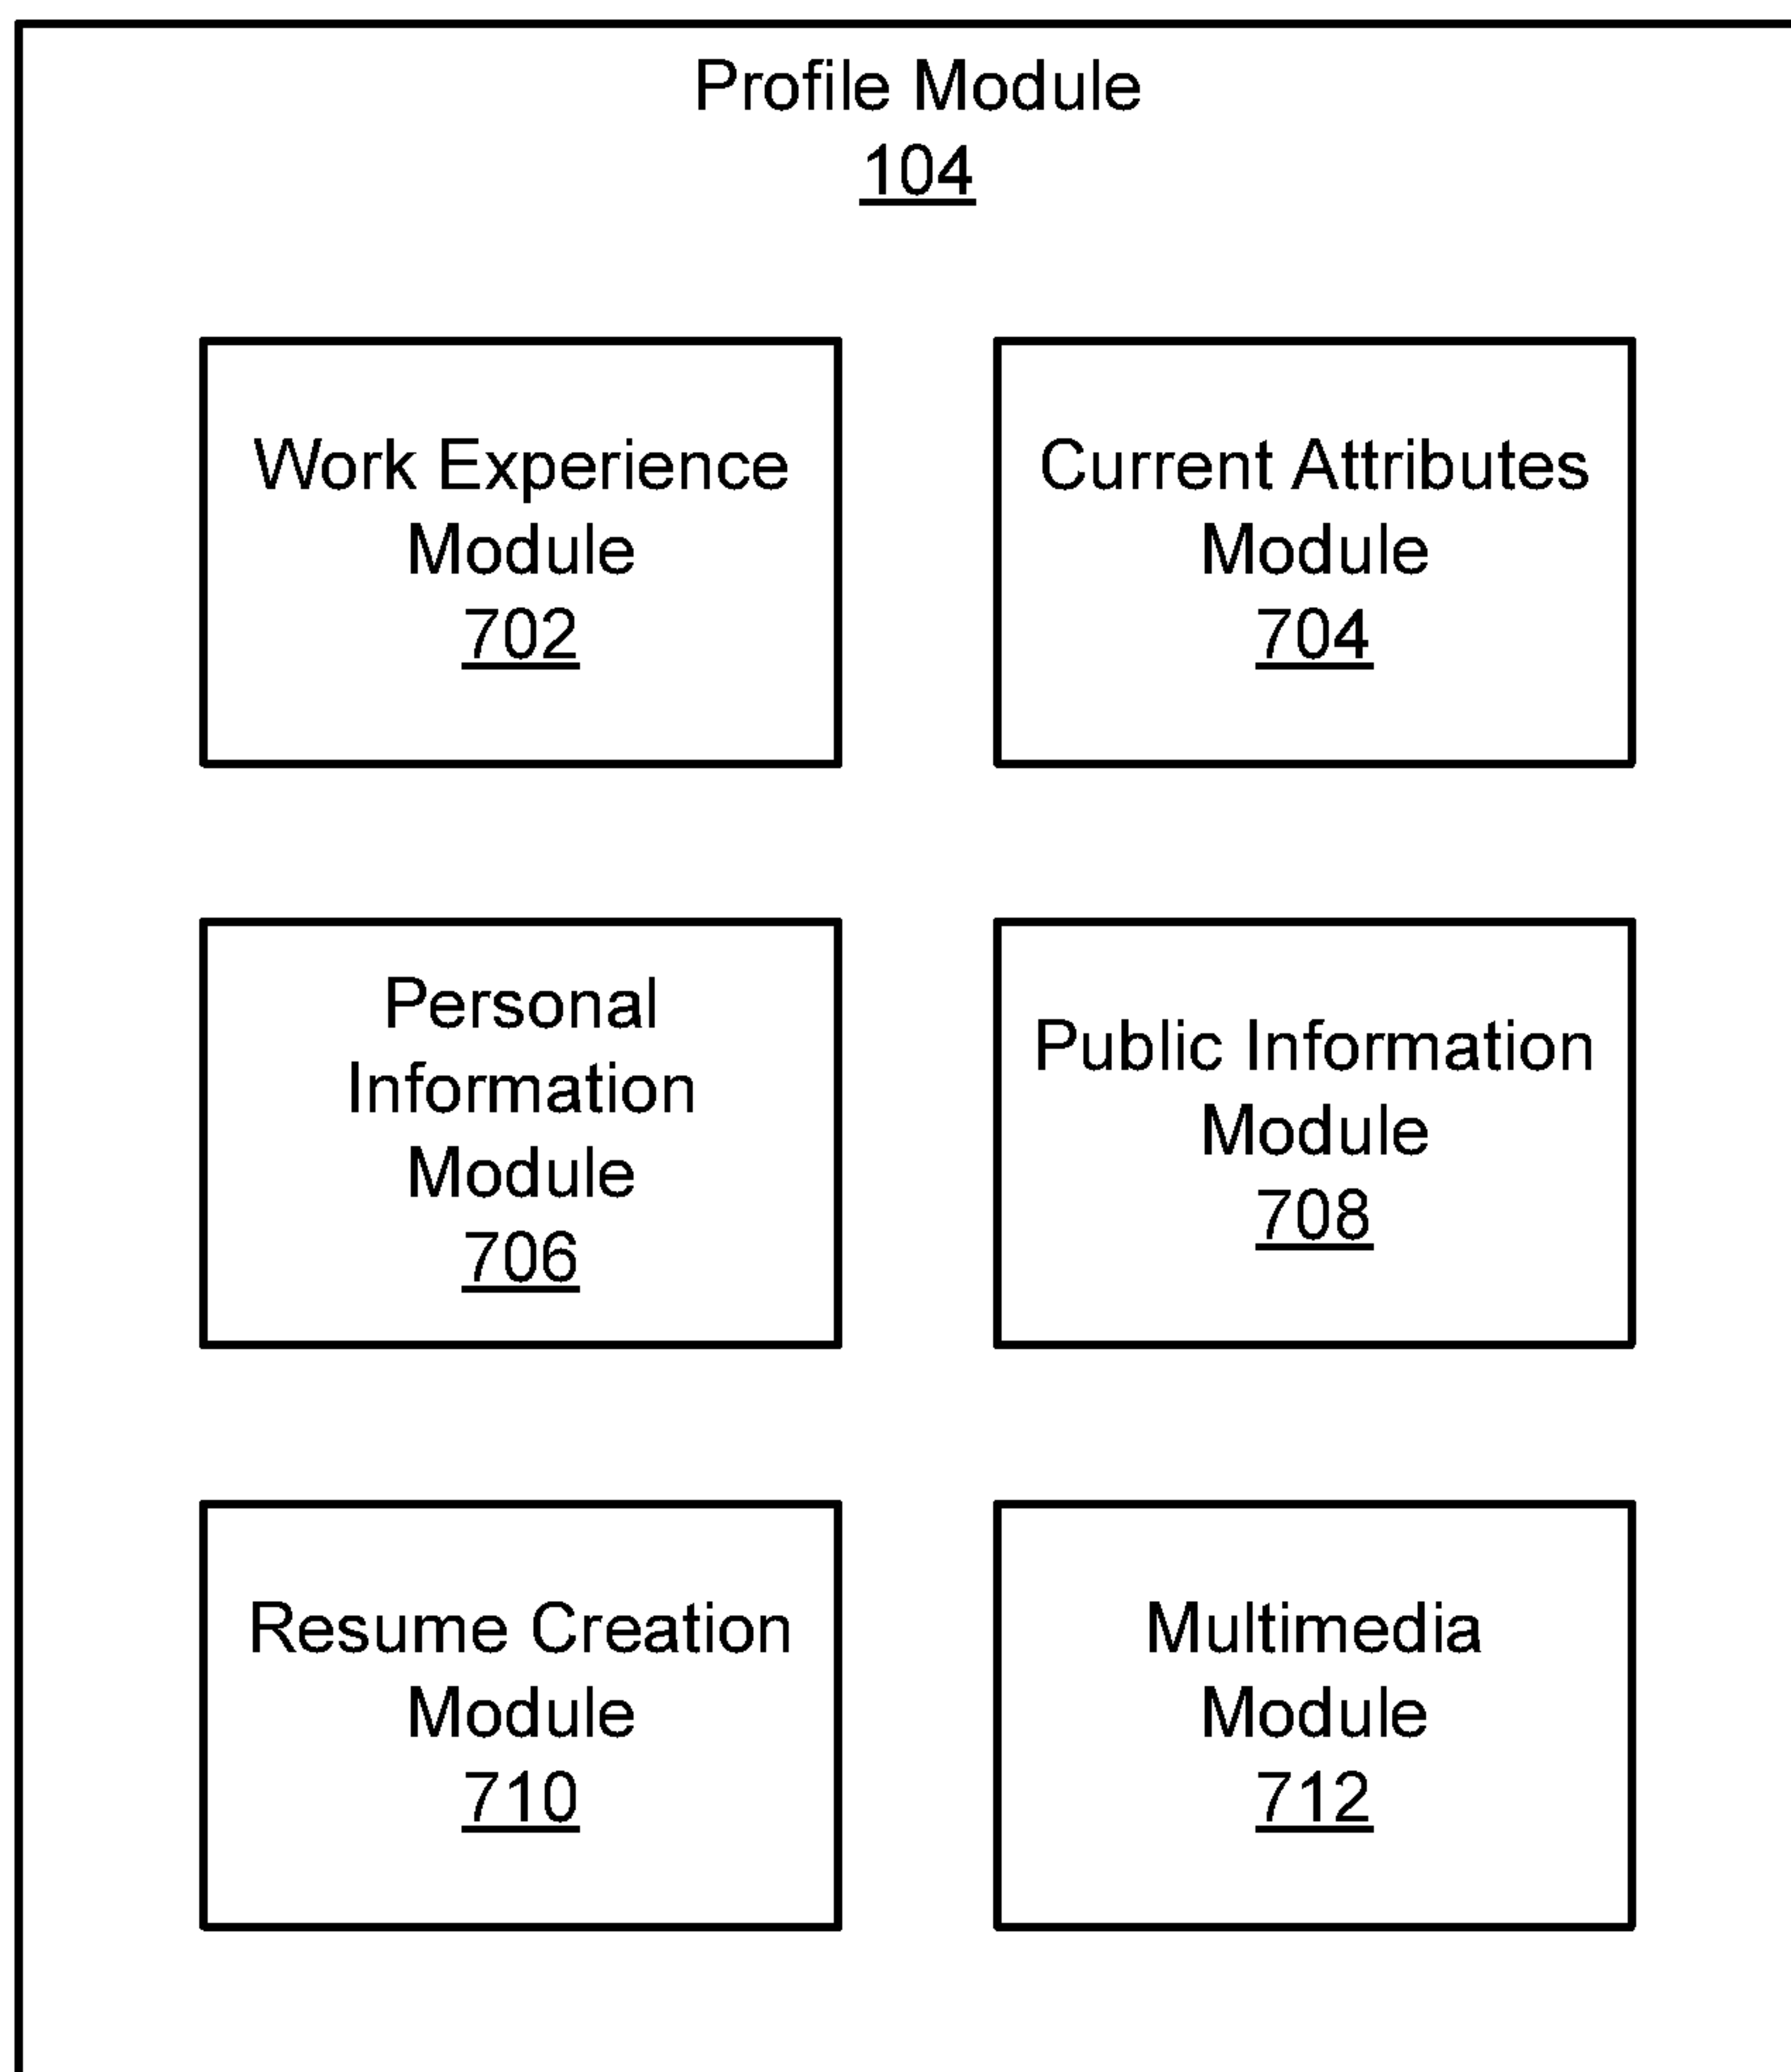 Profile Module
104
Work Experience
Module
702
Current Attributes
Module
704
Personal
Information
Module
706
Public Information
Module
708
Resume Creation
Module
710
Multimedia
Module
712